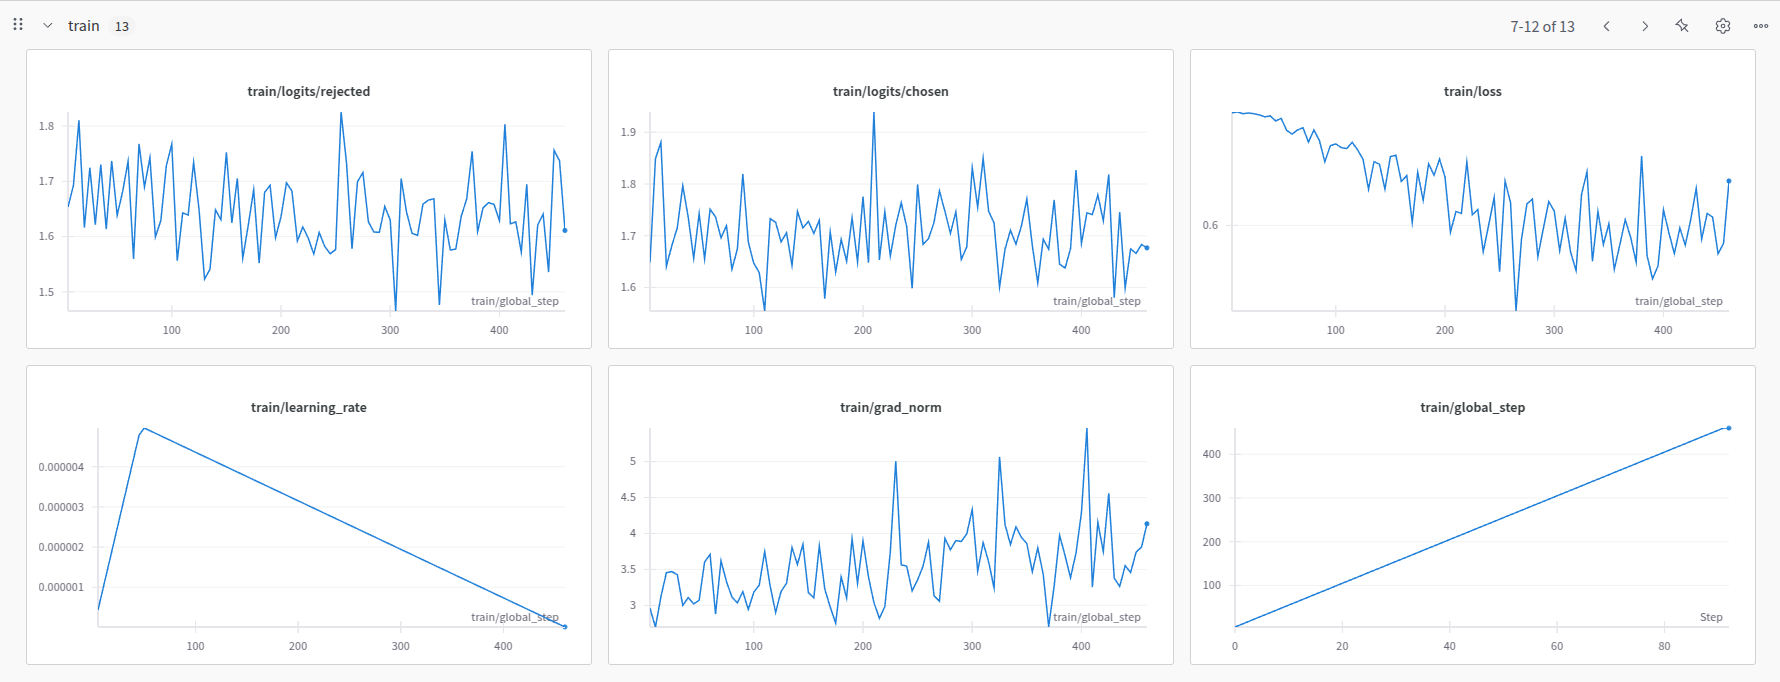 train 13
7-12 of 13
train/logits/rejected
1.8
1.7
1.6
1.5
train/global_step
100 200 300 400
train/logits/chosen
1.9
1.8
1.7
1.6
train/global_step
100 200 300 400
train/loss
0.6
train/global_step
100 200 300 400
train/learning_rate
0.000004
0.000003
0.000002
0.000001
train/global_step
100 200 300 400
train/grad_norm
5
4.5
4
3.5
3
train/global_step
100 200 300 400
train/global_step
400
300
200
100
Step
0 20 40 60 80